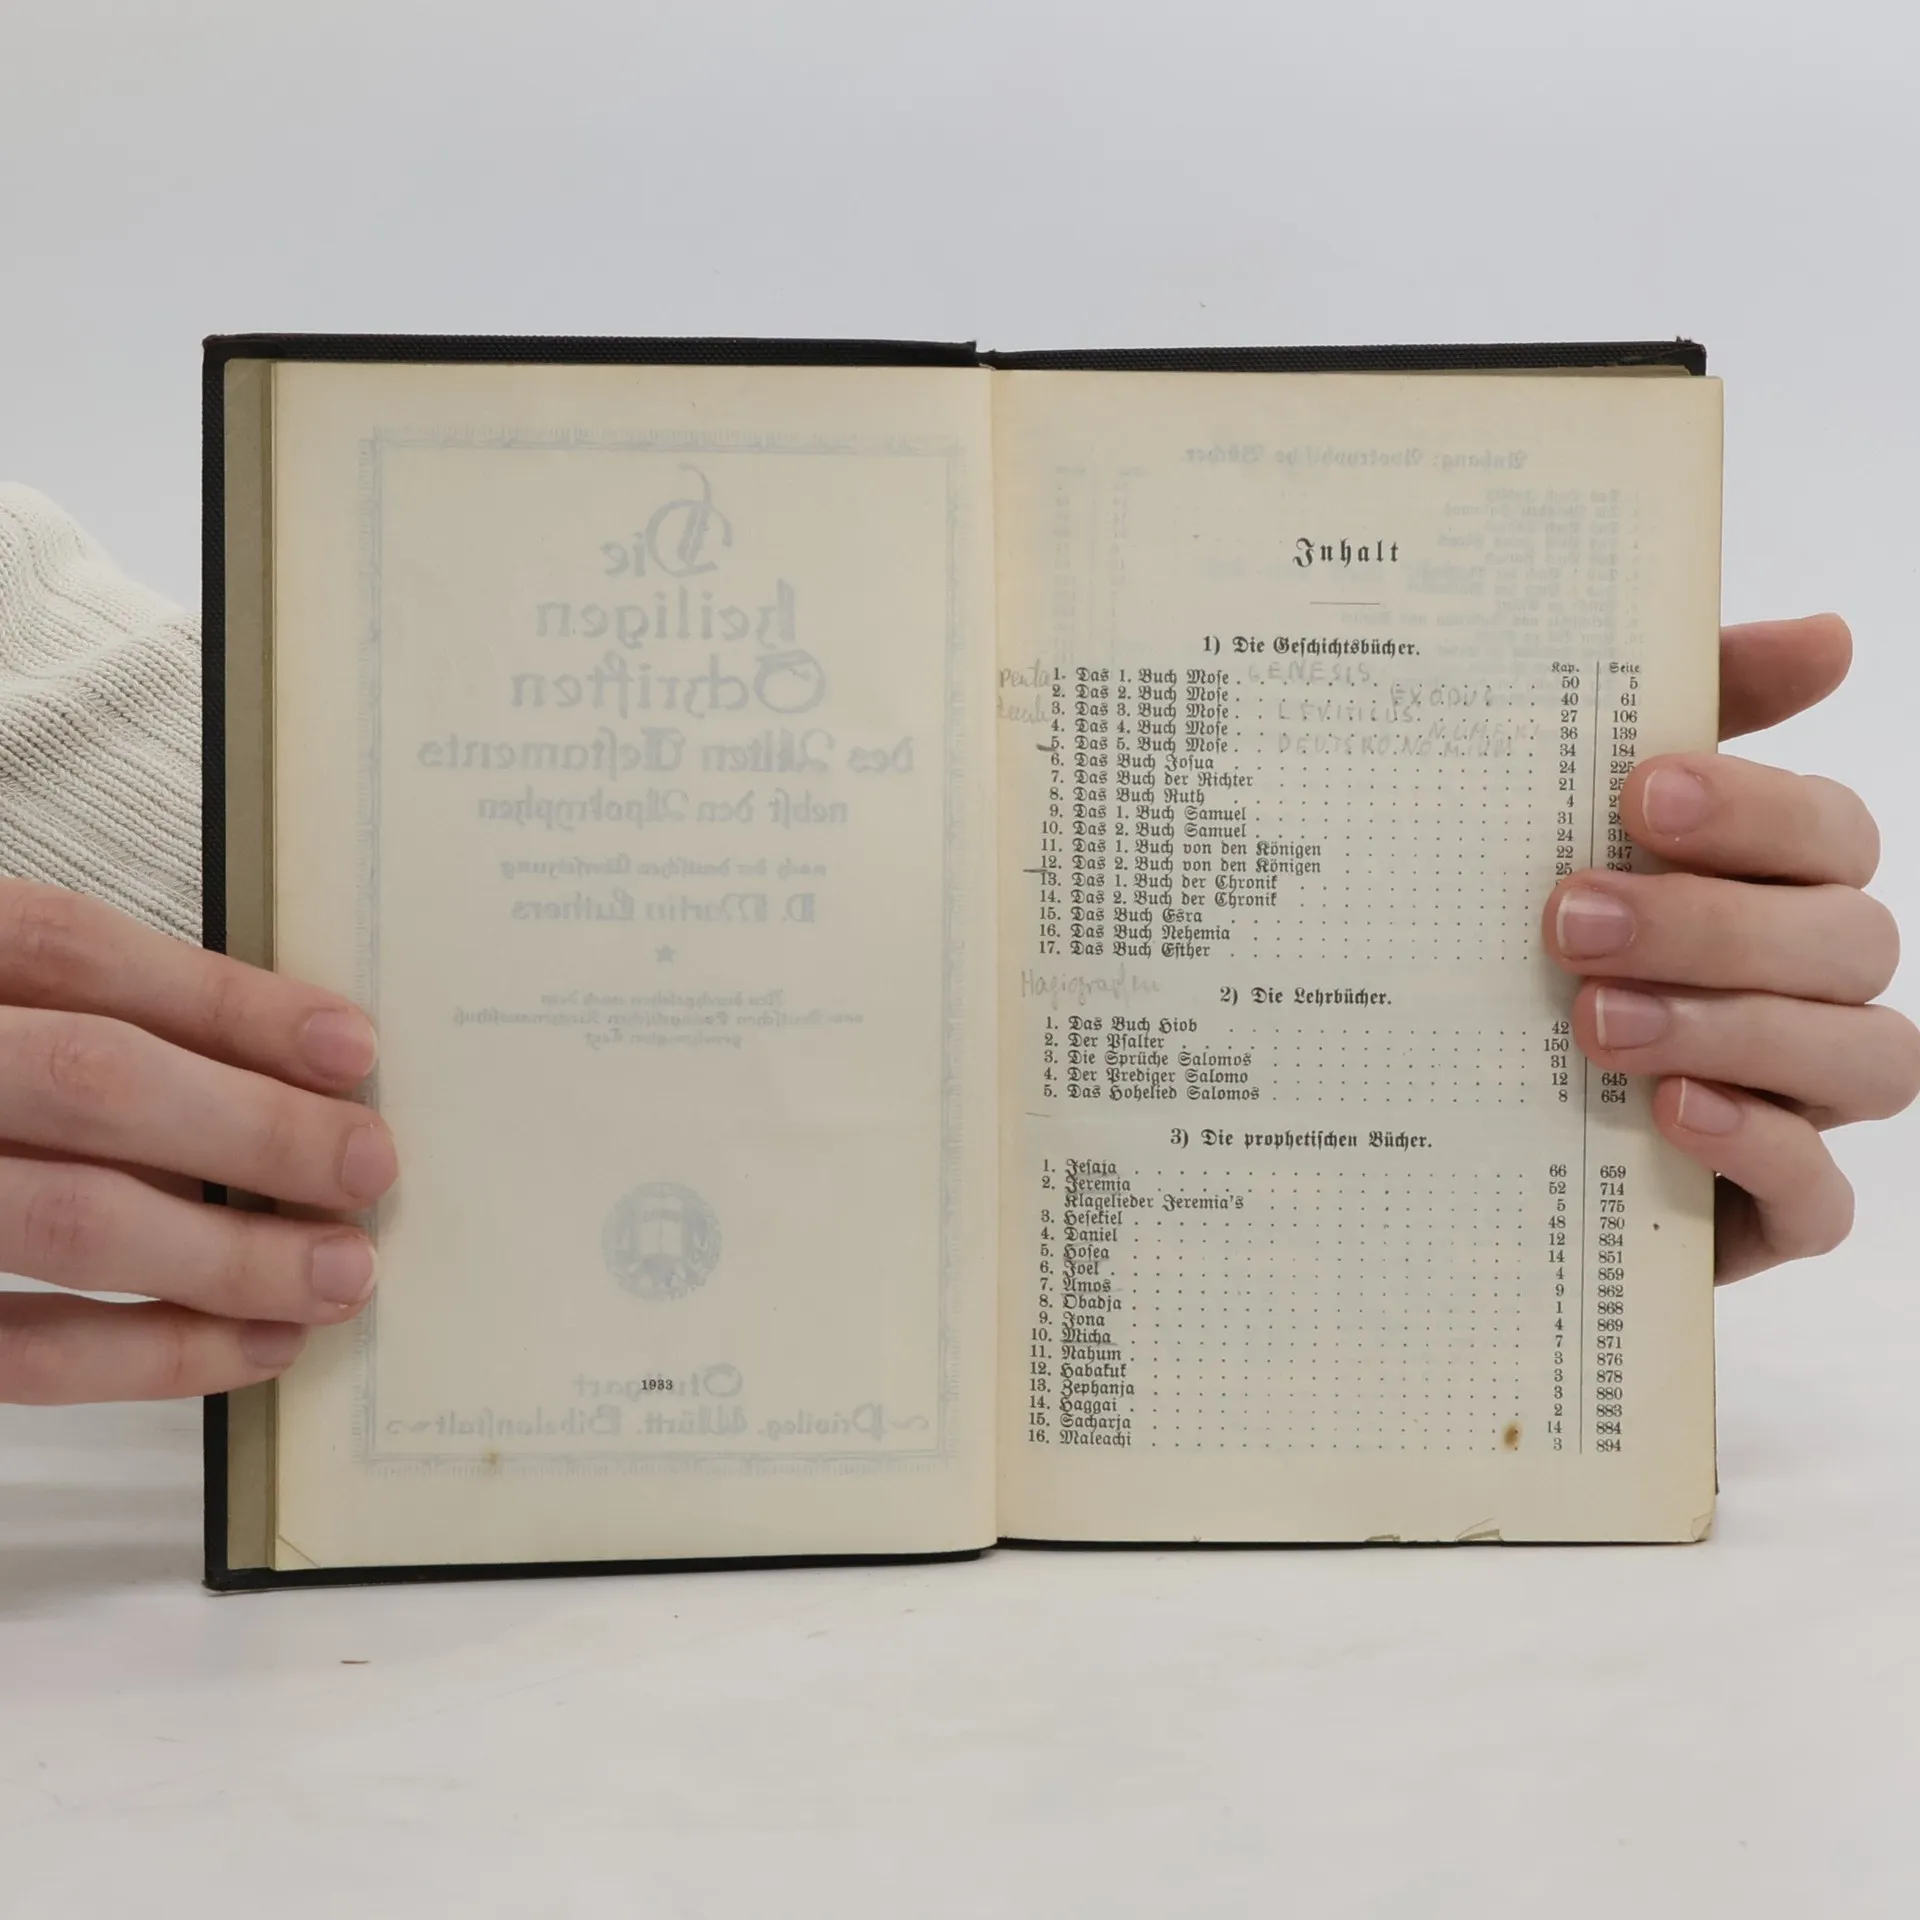 1933
Inhalt
1) Die Geschichtsbücher.
Kap. Seite
Penta
1. Das 1. Buch Mose . GENESIS 50 5
2. Das 2. Buch Mose . EXODUS 40 61
3. Das 3. Buch Mose . LEVITICUS 27 106
4. Das 4. Buch Mose . NUMERI 36 139
5. Das 5. Buch Mose . DEUTERONOMIUM 34 184
6. Das Buch Josua 24 225
7. Das Buch der Richter 21
8. Das Buch Ruth 4
9. Das 1. Buch Samuel 31
10. Das 2. Buch Samuel 24 318
11. Das 1. Buch von den Königen 22 347
12. Das 2. Buch von den Königen 25 382
13. Das 1. Buch der Chronik
14. Das 2. Buch der Chronik
15. Das Buch Esra
16. Das Buch Nehemia
17. Das Buch Esther
Hagiografen
2) Die Lehrbücher.
1. Das Buch Hiob 42
2. Der Psalter 150
3. Die Sprüche Salomos 31
4. Der Prediger Salomo 12 645
5. Das Hohelied Salomos 8 654
3) Die prophetischen Bücher.
1. Jesaja 66 659
2. Jeremia 52 714
Klagelieder Jeremia's 5 775
3. Hesekiel 48 780
4. Daniel 12 834
5. Hosea 14 851
6. Joel 4 859
7. Amos 9 862
8. Obadja 1 868
9. Jona 4 869
10. Micha 7 871
11. Nahum 3 876
12. Habakuk 3 878
13. Zephanja 3 880
14. Haggai 2 883
15. Sacharja 14 884
16. Maleachi 3 894